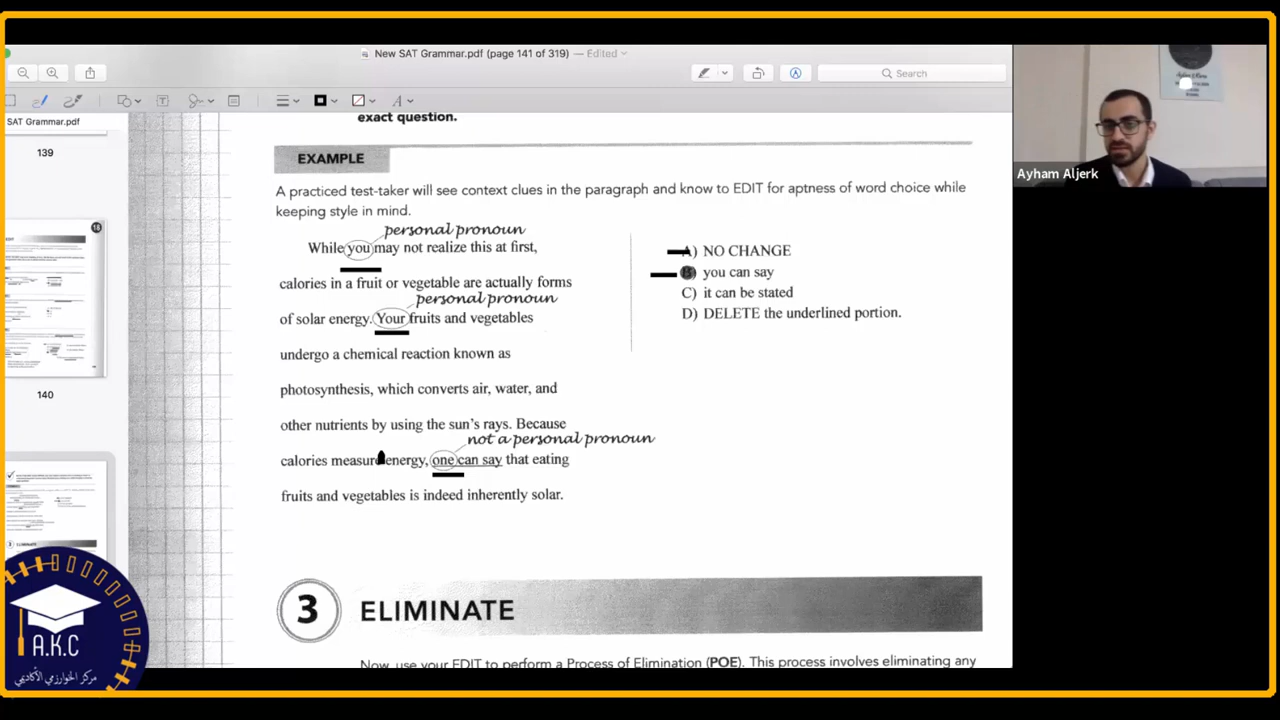 New SAT Grammar.pdf (page 141 of 319) — Edited
Search
SAT Grammar.pdf
139
140
exact question.
EXAMPLE
A practiced test-taker will see context clues in the paragraph and know to EDIT for aptness of word choice while
keeping style in mind.
personal pronoun
While you may not realize this at first,
calories in a fruit or vegetable are actually forms
personal pronoun
of solar energy. Your fruits and vegetables
undergo a chemical reaction known as
photosynthesis, which converts air, water, and
other nutrients by using the sun's rays. Because
not a personal pronoun
calories measure energy, one can say that eating
fruits and vegetables is indeed inherently solar.
A) NO CHANGE
B) you can say
C) it can be stated
D) DELETE the underlined portion.
3 ELIMINATE
Now, use your EDIT to perform a Process of Elimination (POE). This process involves eliminating any
Ayham Aljerk
A.K.C
مركز الخوارزمي الأكاديمي